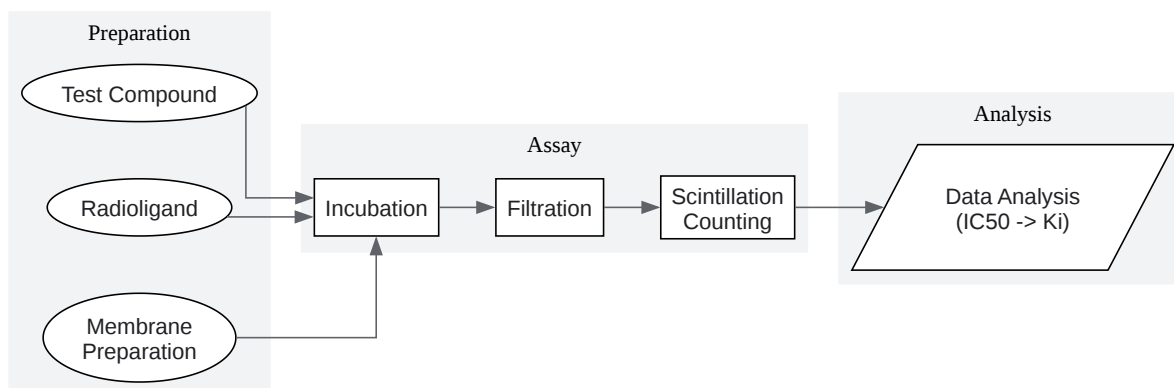 Preparation
Test Compound
Radioligand
Membrane
Preparation
Assay
Incubation
Filtration
Scintillation
Counting
Analysis
Data Analysis
(IC50 -> Ki)